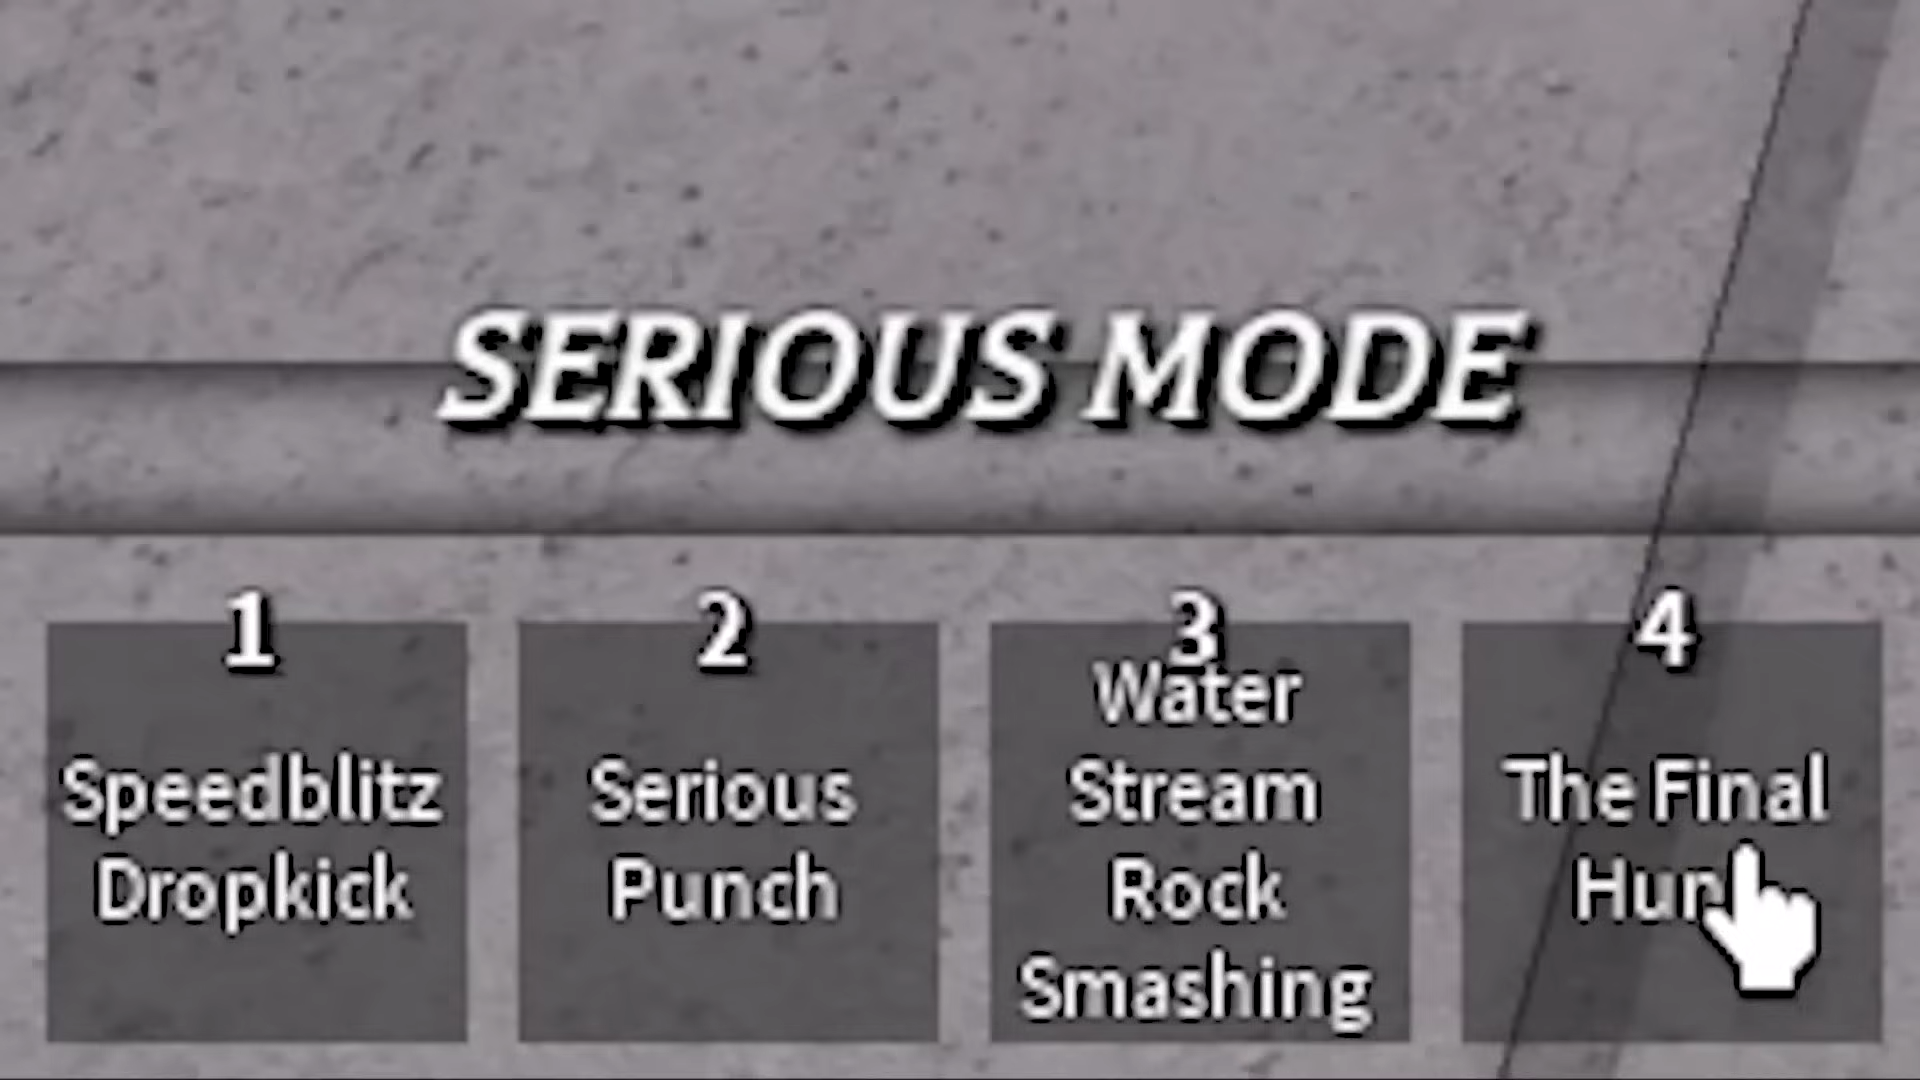 SERIOUS MODE
1
Speedblitz
Dropkick
2
Serious
Punch
3
Water
Stream
Rock
Smashing
4
The Final